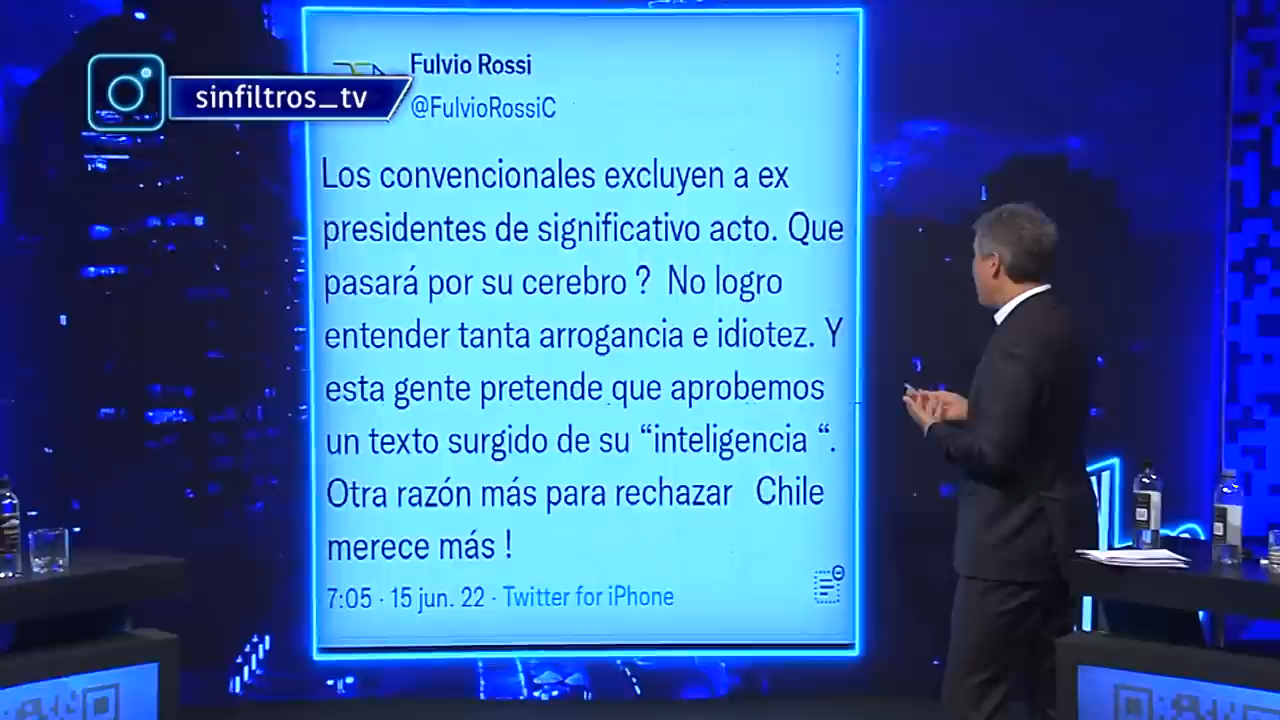 sinfiltros_tv
Fulvio Rossi
@FulvioRossiC
Los convencionales excluyen a ex
presidentes de significativo acto. Que
pasará por su cerebro ?  No logro
entender tanta arrogancia e idiotez. Y
esta gente pretende que aprobemos
un texto surgido de su “inteligencia “.
Otra razón más para rechazar   Chile
merece más !
7:05 · 15 jun. 22 · Twitter for iPhone